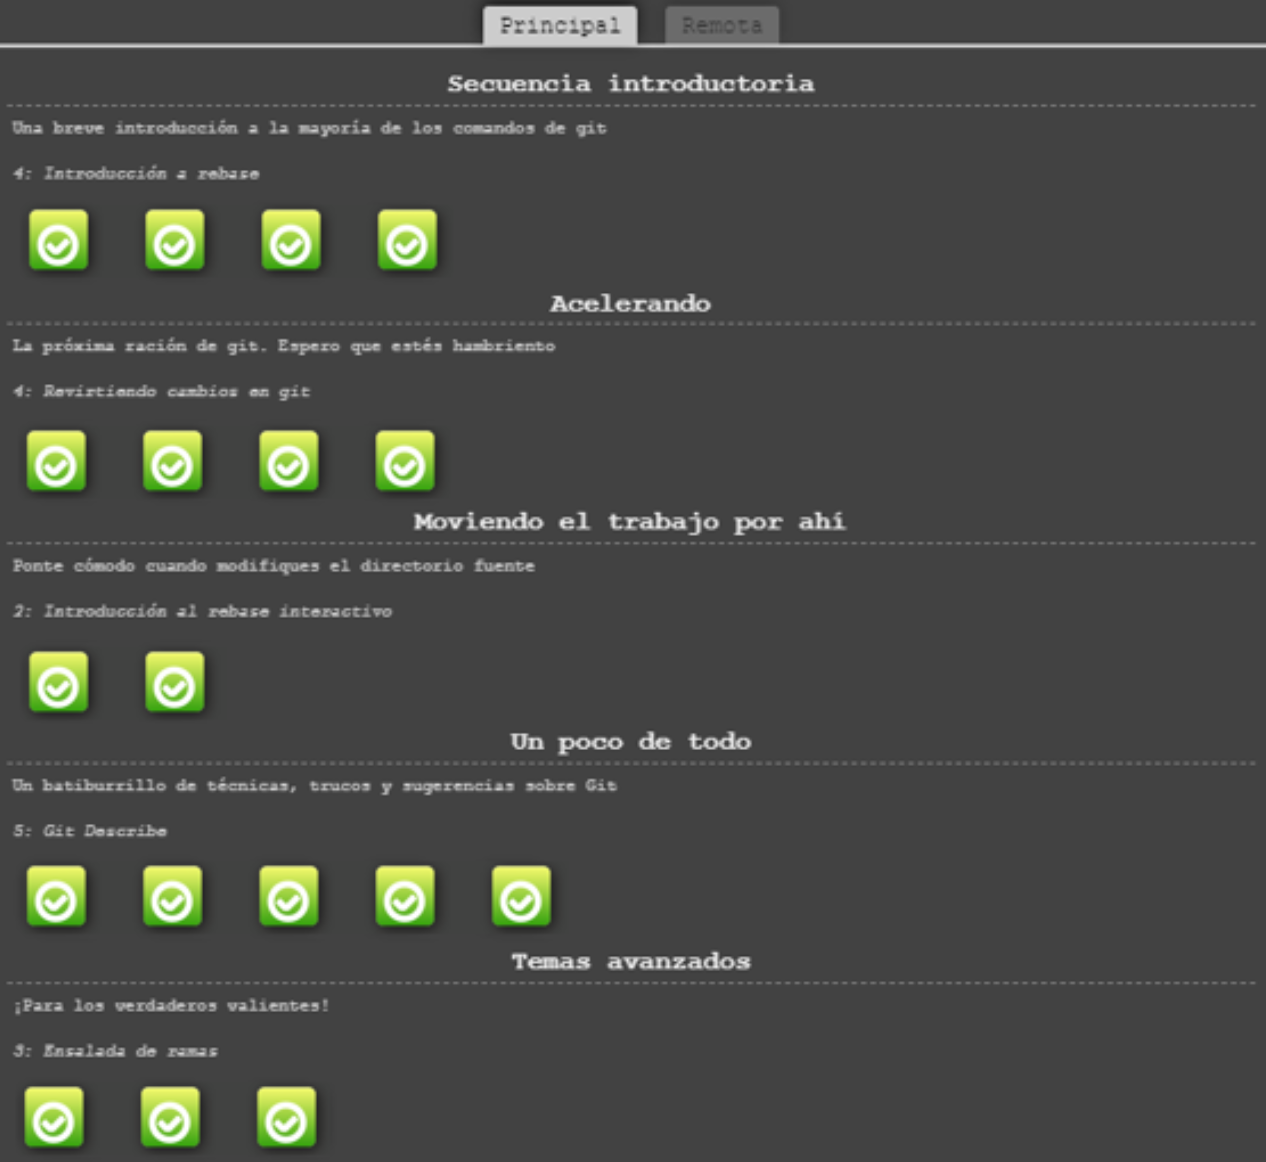 Principal Remota
Secuencia introductoria
Una breve introducción a la mayoría de los comandos de git
4: Introducción a rebase
Acelerando
La próxima ración de git. Espero que estés hambriento
4: Revirtiendo cambios en git
Moviendo el trabajo por ahí
Ponte cómodo cuando modifiques el directorio fuente
2: Introducción al rebase interactivo
Un poco de todo
Un batiburrillo de técnicas, trucos y sugerencias sobre Git
5: Git Describe
Temas avanzados
¡Para los verdaderos valientes!
3: Ensalada de ramas